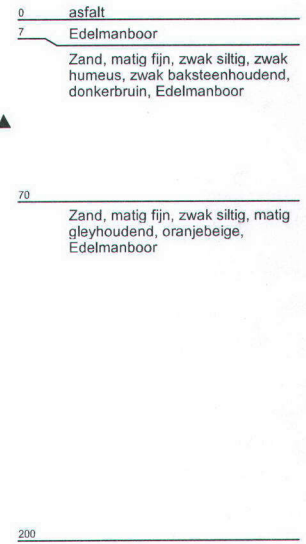 0 asfalt
7 Edelmanboor
Zand, matig fijn, zwak siltig, zwak
humeus, zwak baksteenhoudend,
donkerbruin, Edelmanboor
70
Zand, matig fijn, zwak siltig, matig
gleyhoudend, oranjebeige,
Edelmanboor
200